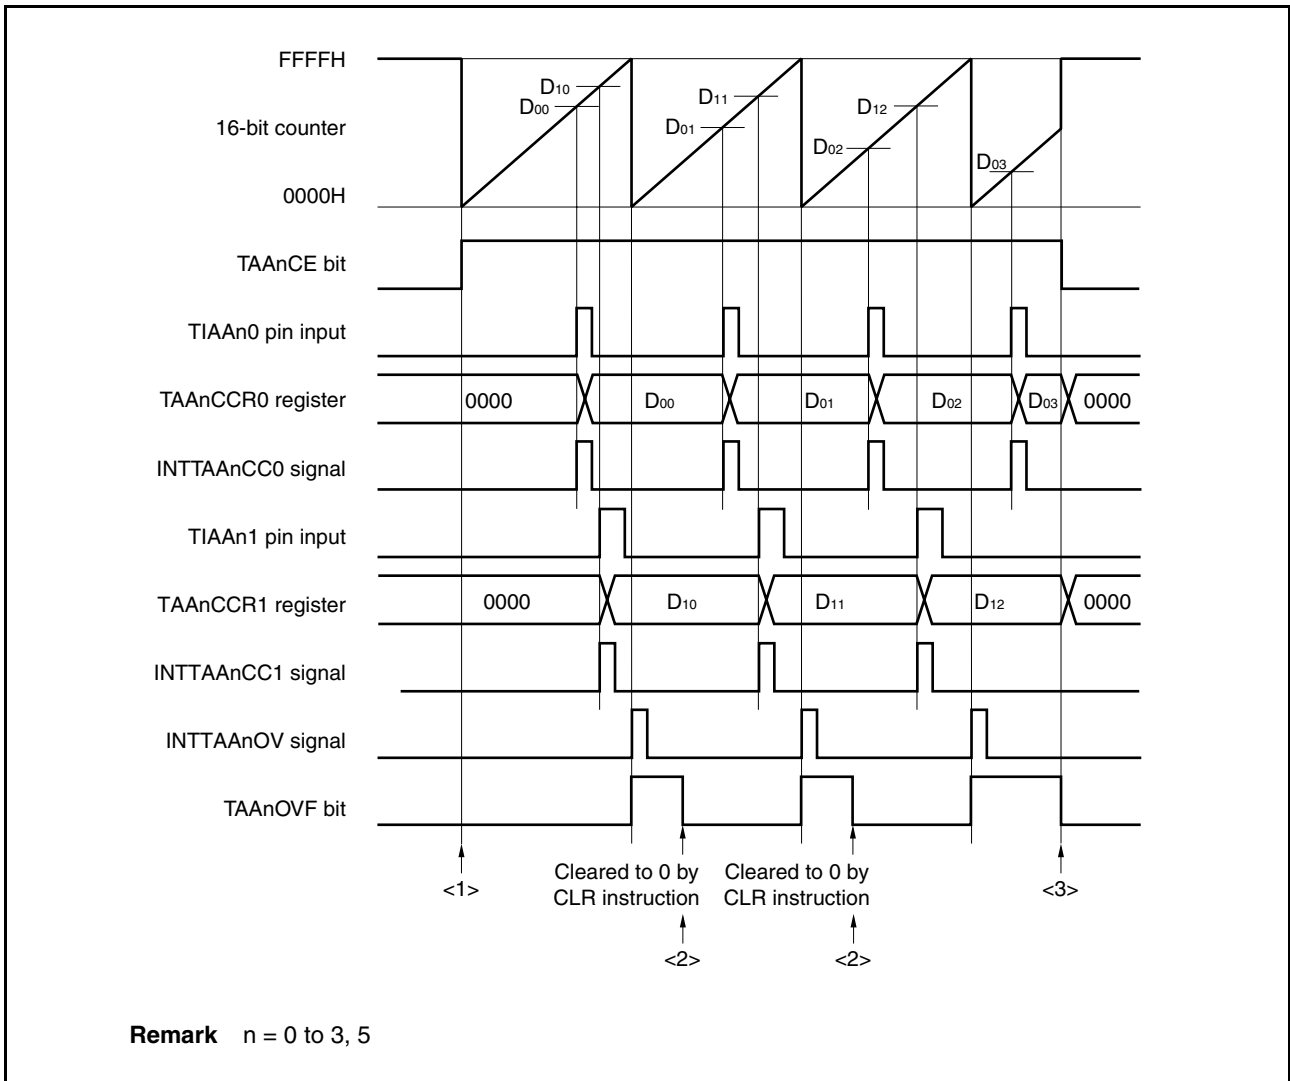 FFFFH
D10
D00
D11
D01
D12
D02
D03
16-bit counter
0000H
TAAnCE bit
TIAAn0 pin input
TAAnCCR0 register
0000
D00
D01
D02
D03
0000
INTTAAnCC0 signal
TIAAn1 pin input
TAAnCCR1 register
0000
D10
D11
D12
0000
INTTAAnCC1 signal
INTTAAnOV signal
TAAnOVF bit
<1>
Cleared to 0 by
CLR instruction
<2>
Cleared to 0 by
CLR instruction
<2>
<3>
Remark n = 0 to 3, 5